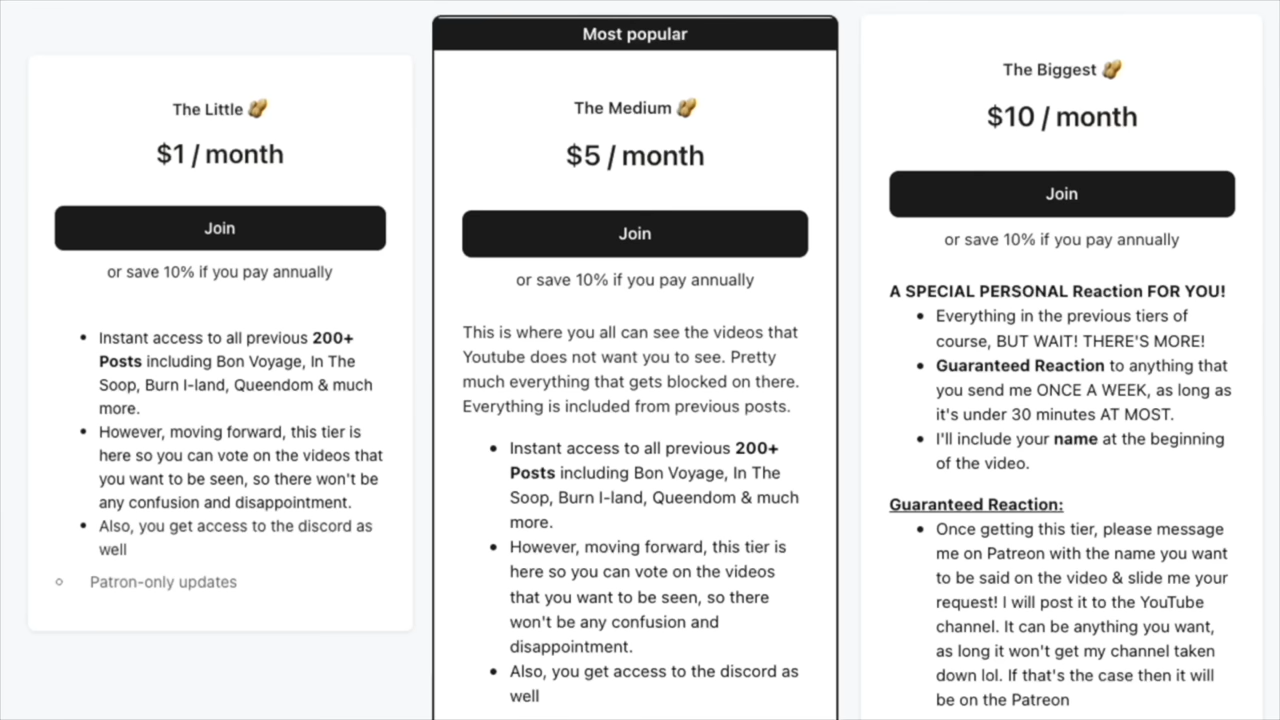 The Little 🥜
$1 / month
Join
or save 10% if you pay annually
• Instant access to all previous 200+
Posts including Bon Voyage, In The
Soop, Burn I-land, Queendom & much
more.
• However, moving forward, this tier is
here so you can vote on the videos that
you want to be seen, so there won't be
any confusion and disappointment.
• Also, you get access to the discord as
well
○ Patron-only updates
Most popular
The Medium 🥜
$5 / month
Join
or save 10% if you pay annually
This is where you all can see the videos that
Youtube does not want you to see. Pretty
much everything that gets blocked on there.
Everything is included from previous posts.
• Instant access to all previous 200+
Posts including Bon Voyage, In The
Soop, Burn I-land, Queendom & much
more.
• However, moving forward, this tier is
here so you can vote on the videos
that you want to be seen, so there
won't be any confusion and
disappointment.
• Also, you get access to the discord as
well
The Biggest 🥜
$10 / month
Join
or save 10% if you pay annually
A SPECIAL PERSONAL Reaction FOR YOU!
• Everything in the previous tiers of
course, BUT WAIT! THERE'S MORE!
• Guaranteed Reaction to anything that
you send me ONCE A WEEK, as long as
it's under 30 minutes AT MOST.
• I'll include your name at the beginning
of the video.
Guaranteed Reaction:
• Once getting this tier, please message
me on Patreon with the name you want
to be said on the video & slide me your
request! I will post it to the YouTube
channel. It can be anything you want,
as long it won't get my channel taken
down lol. If that's the case then it will
be on the Patreon